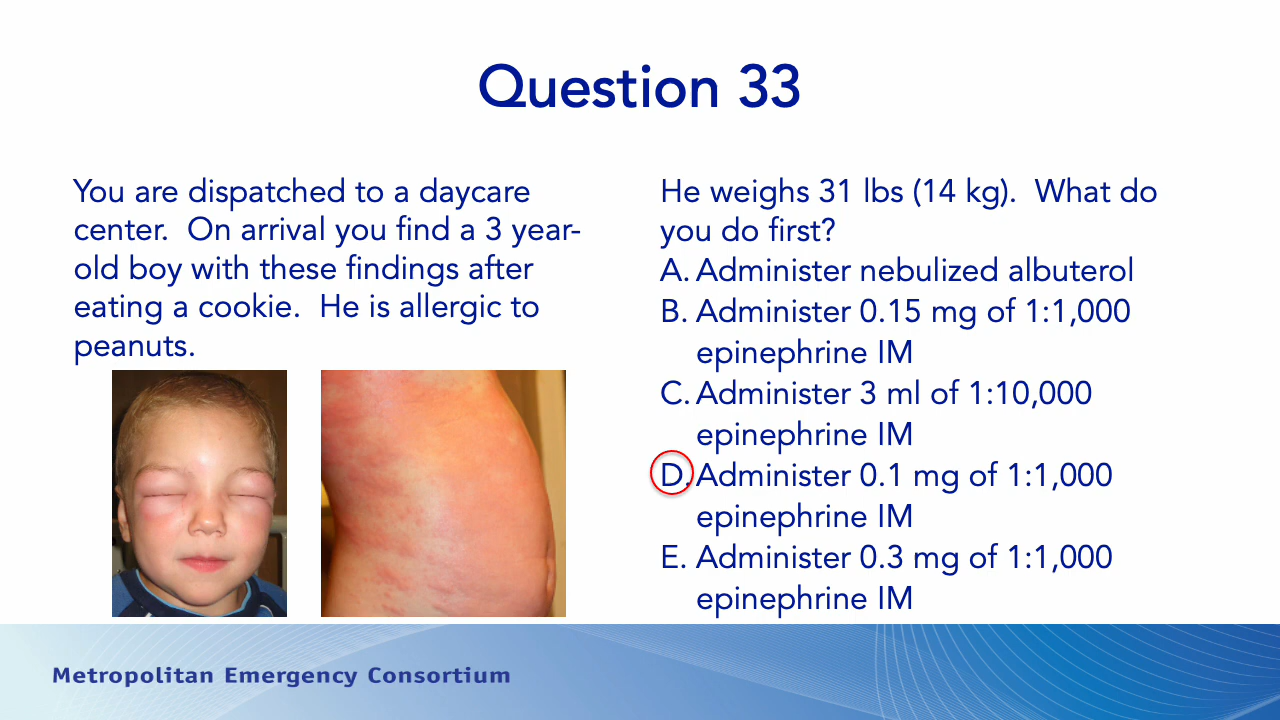 Question 33
You are dispatched to a daycare
center.  On arrival you find a 3 year-
old boy with these findings after
eating a cookie.  He is allergic to
peanuts.
He weighs 31 lbs (14 kg).  What do
you do first?
A. Administer nebulized albuterol
B. Administer 0.15 mg of 1:1,000
epinephrine IM
C. Administer 3 ml of 1:10,000
epinephrine IM
D. Administer 0.1 mg of 1:1,000
epinephrine IM
E. Administer 0.3 mg of 1:1,000
epinephrine IM
Metropolitan Emergency Consortium